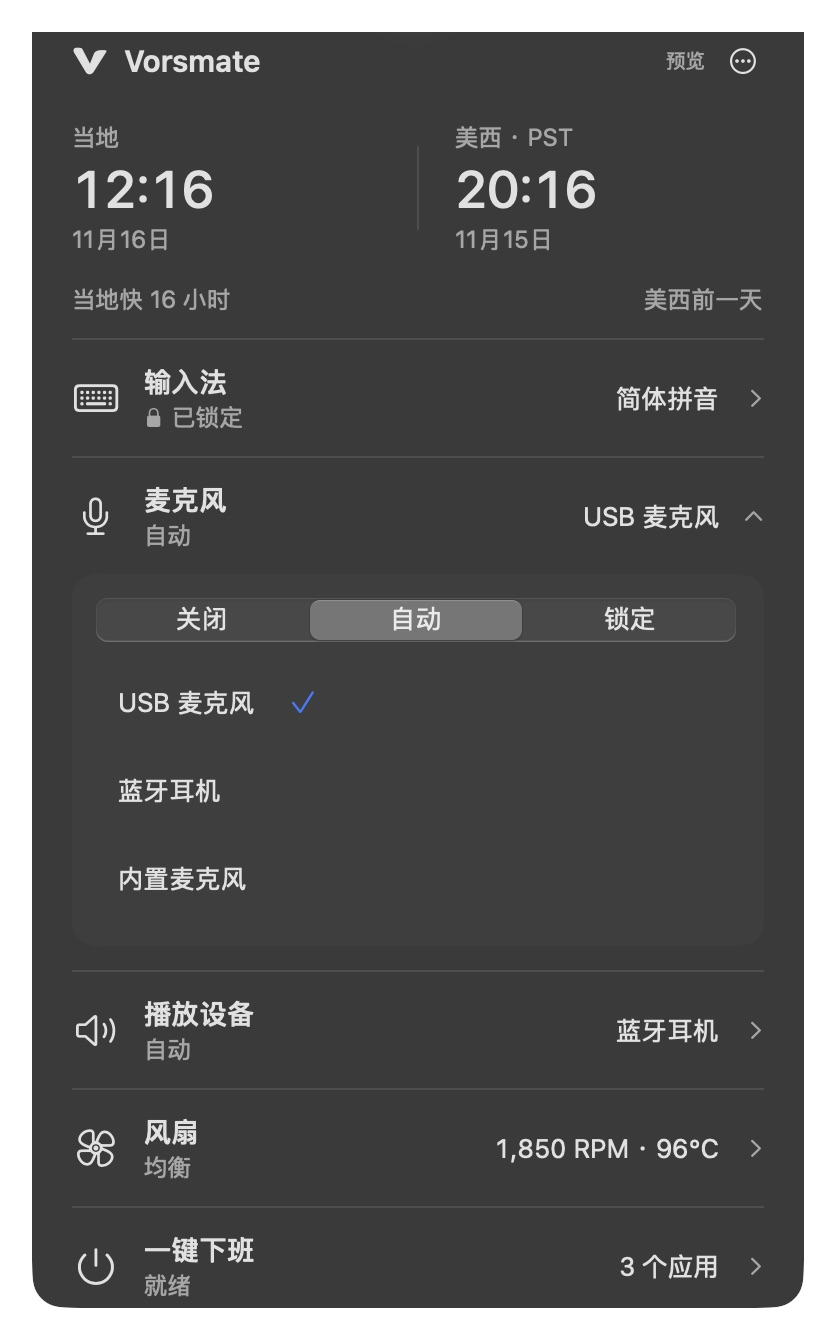 Vorsmate 预览
当地 美西 · PST
12:16 20:16
11月16日 11月15日
当地快 16 小时 美西前一天
输入法
已锁定
简体拼音
麦克风
自动
USB 麦克风
关闭 自动 锁定
USB 麦克风
蓝牙耳机
内置麦克风
播放设备
自动
蓝牙耳机
风扇
均衡
1,850 RPM · 96°C
一键下班
就绪
3 个应用